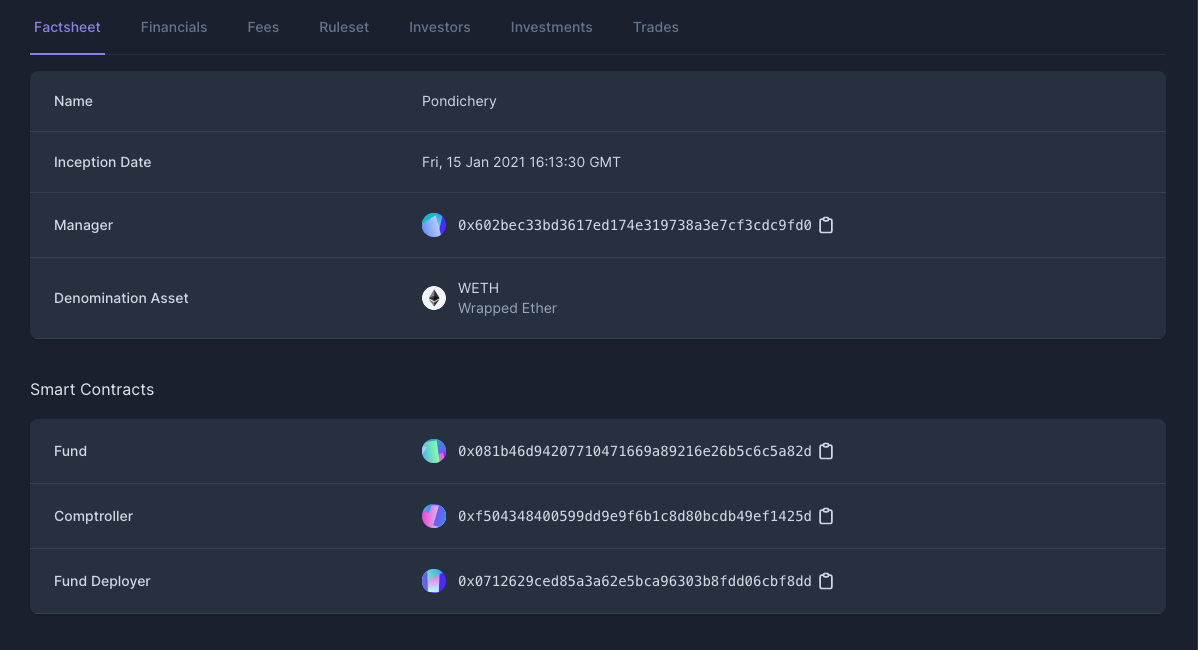 Factsheet Financials Fees Ruleset Investors Investments Trades
Name Pondichery
Inception Date Fri, 15 Jan 2021 16:13:30 GMT
Manager 0x602bec33bd3617ed174e319738a3e7cf3cdc9fd0
Denomination Asset WETH
Wrapped Ether
Smart Contracts
Fund 0x081b46d94207710471669a89216e26b5c6c5a82d
Comptroller 0xf504348400599dd9e9f6b1c8d80bcdb49ef1425d
Fund Deployer 0x0712629ced85a3a62e5bca96303b8fdd06cbf8dd